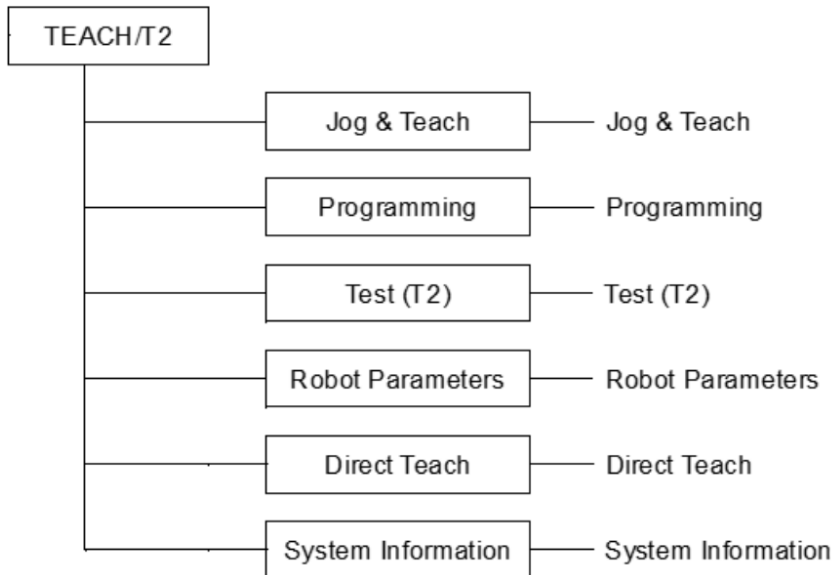 TEACH/T2
Jog & Teach Jog & Teach
Programming Programming
Test (T2) Test (T2)
Robot Parameters Robot Parameters
Direct Teach Direct Teach
System Information System Information